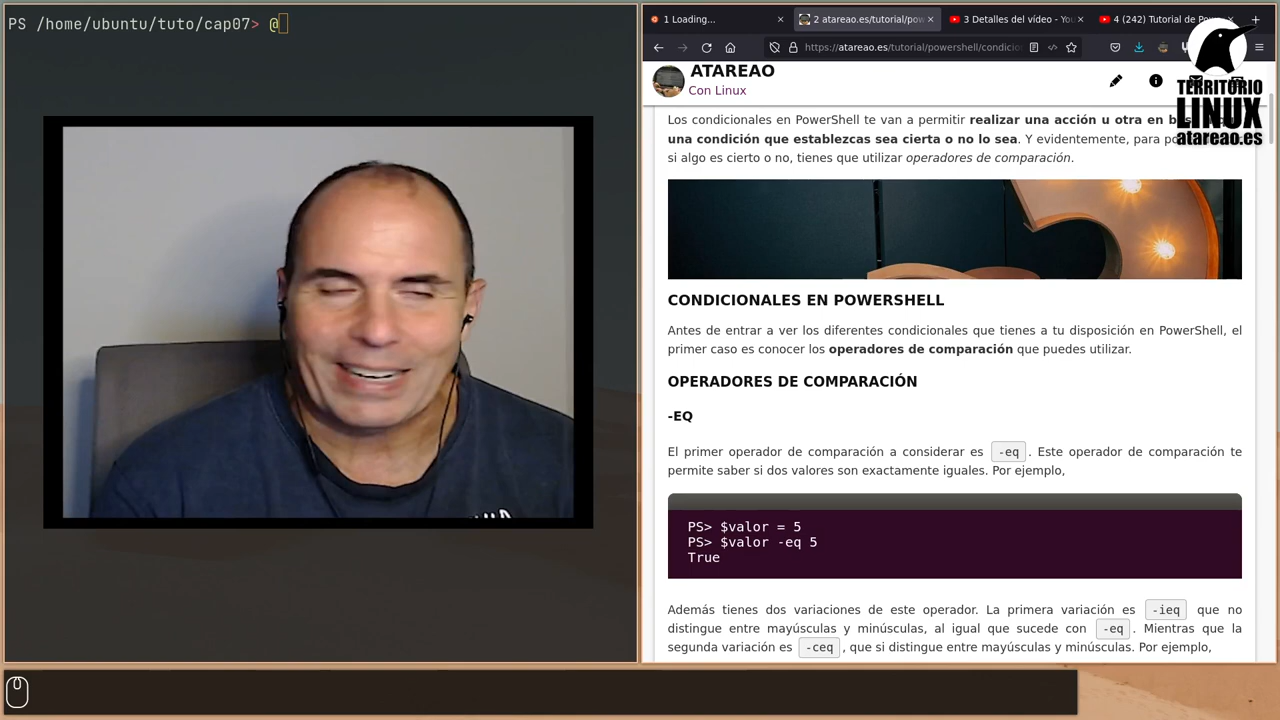 PS /home/ubuntu/tuto/cap07> @
1 Loading...
2 atareao.es/tutorial/pow
3 Detalles del vídeo - You
4 (242) Tutorial de Powe
https://atareao.es/tutorial/powershell/condicio
ATAREAO
Con Linux
TERRITORIO
LINUX
atareao.es
Los condicionales en PowerShell te van a permitir realizar una acción u otra en
una condición que establezcas sea cierta o no lo sea. Y evidentemente, para
si algo es cierto o no, tienes que utilizar operadores de comparación.
CONDICIONALES EN POWERSHELL
Antes de entrar a ver los diferentes condicionales que tienes a tu disposición en PowerShell, el
primer caso es conocer los operadores de comparación que puedes utilizar.
OPERADORES DE COMPARACIÓN
-EQ
El primer operador de comparación a considerar es -eq. Este operador de comparación te
permite saber si dos valores son exactamente iguales. Por ejemplo,
PS> $valor = 5
PS> $valor -eq 5
True
Además tienes dos variaciones de este operador. La primera variación es -ieq que no
distingue entre mayúsculas y minúsculas, al igual que sucede con -eq. Mientras que la
segunda variación es -ceq, que si distingue entre mayúsculas y minúsculas. Por ejemplo,